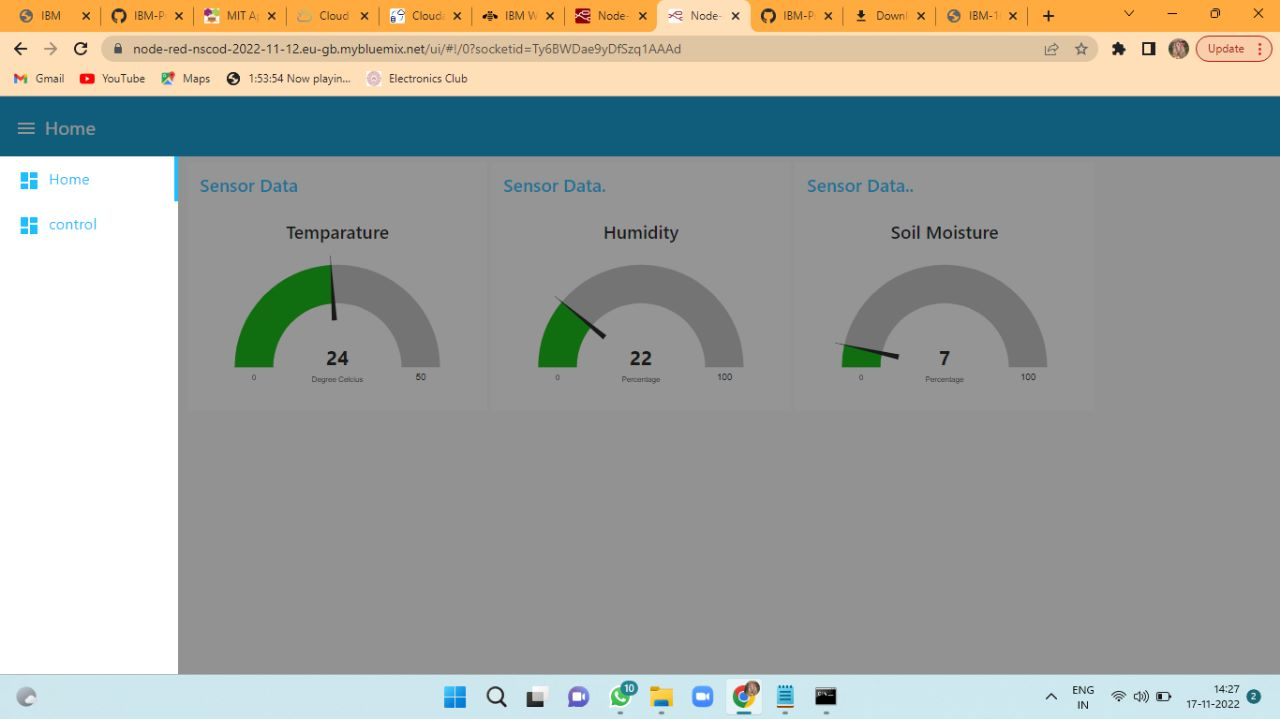 IBM IBM-P MIT Ap Cloud Clouda IBM W Node- Node- IBM-P Downl IBM-1
node-red-nscod-2022-11-12.eu-gb.mybluemix.net/ui/#!/0?socketid=Ty6BWDae9yDfSzq1AAAd Update
Gmail YouTube Maps 1:53:54 Now playin... Electronics Club
Home
Home
control
Sensor Data Sensor Data. Sensor Data..
Temparature Humidity Soil Moisture
24 22 7
0 Degree Celcius 50 0 Percentage 100 0 Percentage 100
10
ENG 14:27
IN 17-11-2022 2